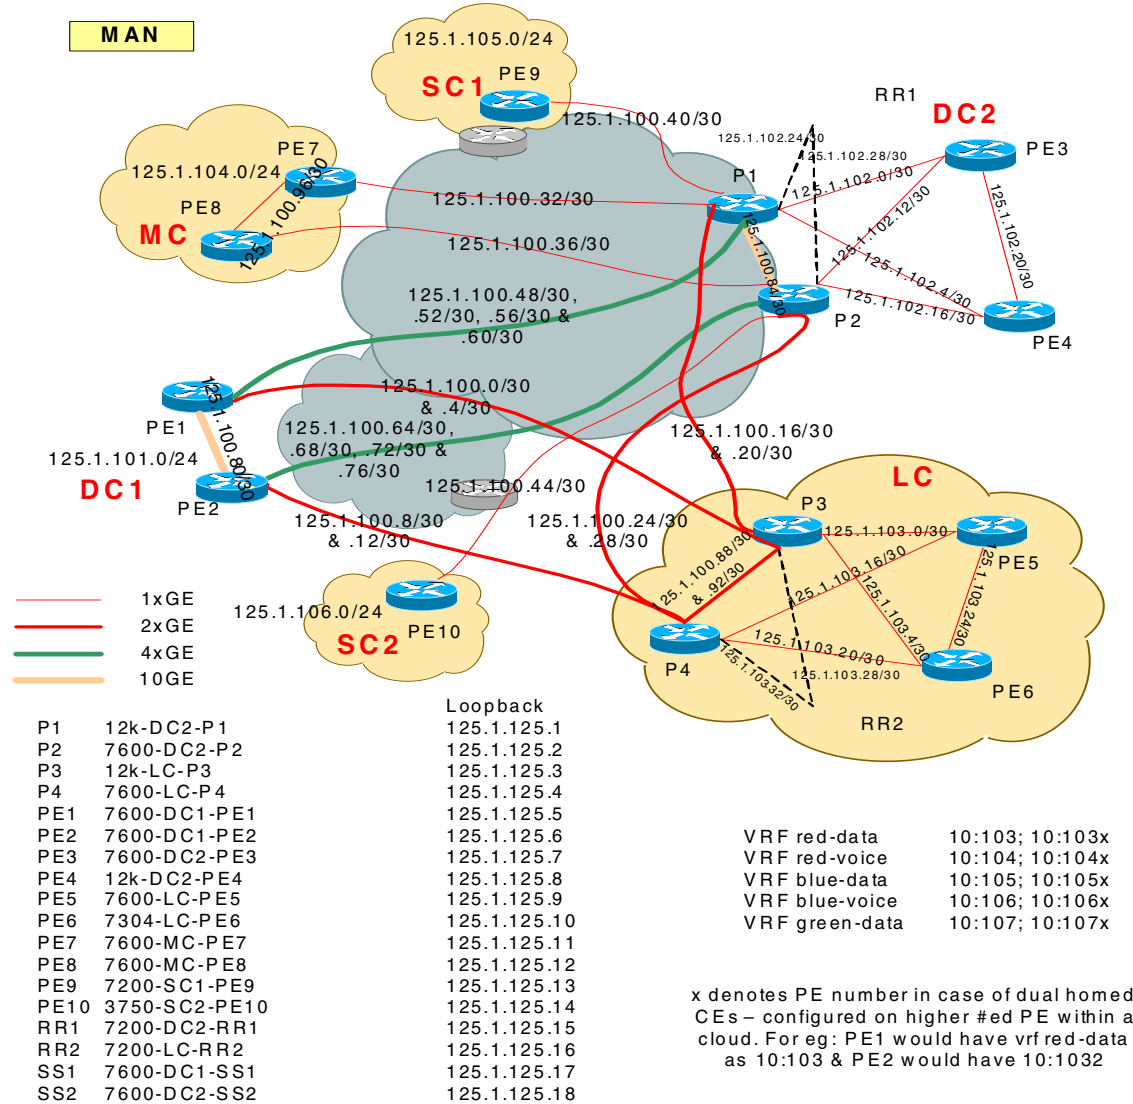 MAN
125.1.105.0/24
SC1
PE9
125.1.100.40/30
RR1
DC2
125.1.102.24/30
125.1.102.28/30
PE3
PE7
125.1.104.0/24
125.1.100.96/30
PE8
MC
125.1.100.32/30
125.1.100.36/30
P1
125.1.102.0/30
125.1.102.12/30
125.1.102.20/30
125.1.100.84/30
125.1.102.4/30
125.1.102.16/30
P2
PE4
125.1.100.48/30,
.52/30, .56/30 &
.60/30
125.1.100.0/30
& .4/30
PE1
125.1.100.80/30
125.1.101.0/24
DC1
PE2
125.1.100.64/30,
.68/30, .72/30 &
.76/30
125.1.100.16/30
& .20/30
125.1.100.44/30
125.1.100.8/30
& .12/30
125.1.100.24/30
& .28/30
LC
P3
125.1.103.0/30
PE5
125.1.100.88/30
& .92/30
125.1.103.16/30
125.1.103.4/30
125.1.103.24/30
125.1.103.20/30
125.1.103.28/30
125.1.103.32/30
P4
PE6
RR2
125.1.106.0/24
PE10
SC2
1xGE
2xGE
4xGE
10GE
Loopback
P1 12k-DC2-P1 125.1.125.1
P2 7600-DC2-P2 125.1.125.2
P3 12k-LC-P3 125.1.125.3
P4 7600-LC-P4 125.1.125.4
PE1 7600-DC1-PE1 125.1.125.5
PE2 7600-DC1-PE2 125.1.125.6
PE3 7600-DC2-PE3 125.1.125.7
PE4 12k-DC2-PE4 125.1.125.8
PE5 7600-LC-PE5 125.1.125.9
PE6 7304-LC-PE6 125.1.125.10
PE7 7600-MC-PE7 125.1.125.11
PE8 7600-MC-PE8 125.1.125.12
PE9 7200-SC1-PE9 125.1.125.13
PE10 3750-SC2-PE10 125.1.125.14
RR1 7200-DC2-RR1 125.1.125.15
RR2 7200-LC-RR2 125.1.125.16
SS1 7600-DC1-SS1 125.1.125.17
SS2 7600-DC2-SS2 125.1.125.18
VRF red-data 10:103; 10:103x
VRF red-voice 10:104; 10:104x
VRF blue-data 10:105; 10:105x
VRF blue-voice 10:106; 10:106x
VRF green-data 10:107; 10:107x
x denotes PE number in case of dual homed
CEs – configured on higher #ed PE within a
cloud. For eg: PE1 would have vrf red-data
as 10:103 & PE2 would have 10:1032